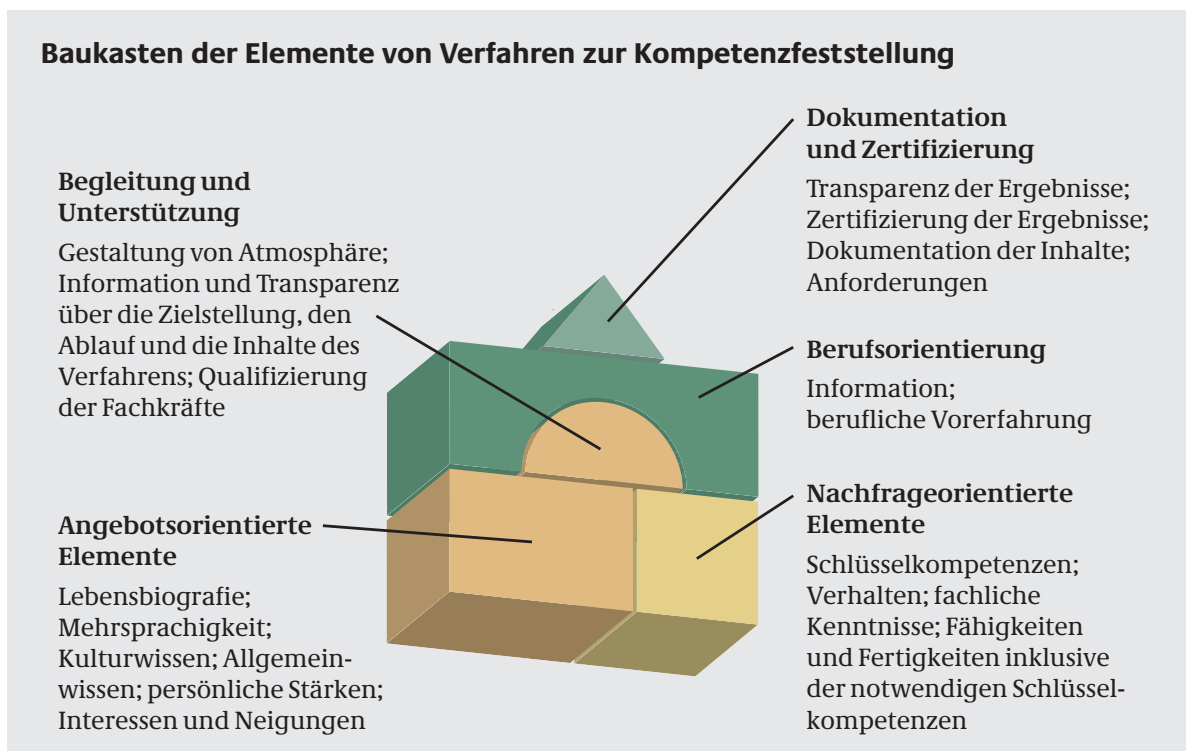 Baukasten der Elemente von Verfahren zur Kompetenzfeststellung
Begleitung und
Unterstützung
Gestaltung von Atmosphäre;
Information und Transparenz
über die Zielstellung, den
Ablauf und die Inhalte des
Verfahrens; Qualifizierung
der Fachkräfte
Angebotsorientierte
Elemente
Lebensbiografie;
Mehrsprachigkeit;
Kulturwissen; Allgemein-
wissen; persönliche Stärken;
Interessen und Neigungen
Dokumentation
und Zertifizierung
Transparenz der Ergebnisse;
Zertifizierung der Ergebnisse;
Dokumentation der Inhalte;
Anforderungen
Berufsorientierung
Information;
berufliche Vorerfahrung
Nachfrageorientierte
Elemente
Schlüsselkompetenzen;
Verhalten; fachliche
Kenntnisse; Fähigkeiten
und Fertigkeiten inklusive
der notwendigen Schlüssel-
kompetenzen